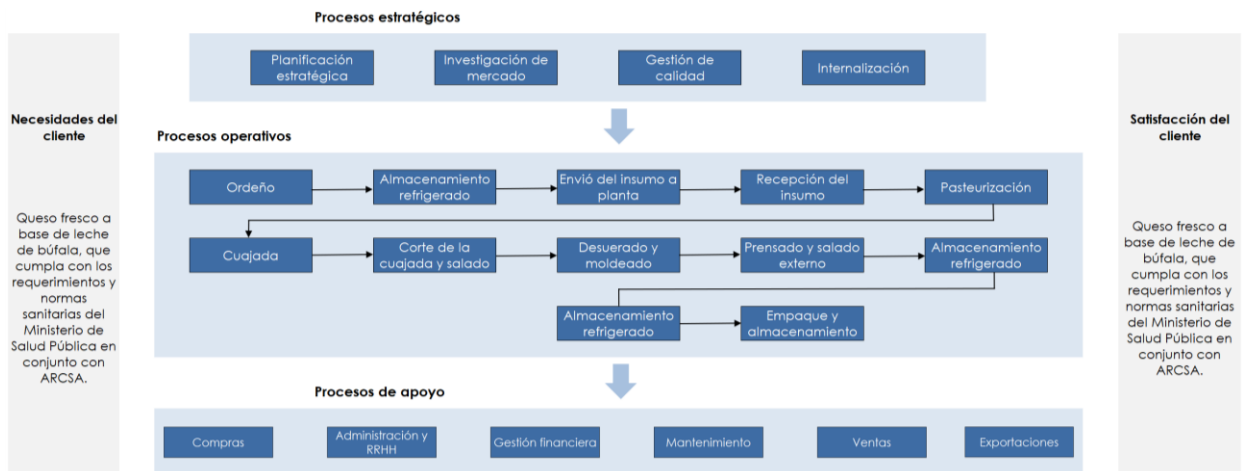 Procesos estratégicos
Planificación
estratégica
Investigación de
mercado
Gestión de
calidad
Internalización
Necesidades del
cliente
Queso fresco a
base de leche
de búfala, que
cumpla con los
requerimientos y
normas
sanitarias del
Ministerio de
Salud Pública en
conjunto con
ARCSA.
Procesos operativos
Ordeño
Almacenamiento
refrigerado
Envió del insumo a
planta
Recepción del
insumo
Pasteurización
Cuajada
Corte de la
cuajada y salado
Desuerado y
moldeado
Prensado y salado
externo
Almacenamiento
refrigerado
Almacenamiento
refrigerado
Empaque y
almacenamiento
Satisfacción del
cliente
Queso fresco a
base de leche de
búfala, que
cumpla con los
requerimientos y
normas sanitarias
del Ministerio de
Salud Pública en
conjunto con
ARCSA.
Procesos de apoyo
Compras
Administración y
RRHH
Gestión financiera
Mantenimiento
Ventas
Exportaciones